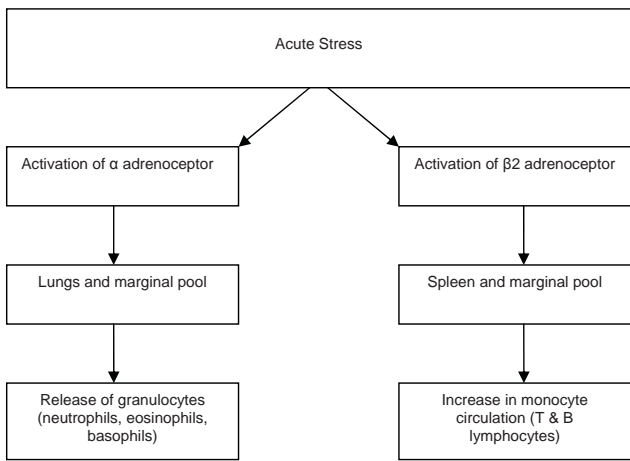 Acute Stress
Activation of α adrenoceptor
Activation of β2 adrenoceptor
Lungs and marginal pool
Spleen and marginal pool
Release of granulocytes
(neutrophils, eosinophils,
basophils)
Increase in monocyte
circulation (T & B
lymphocytes)